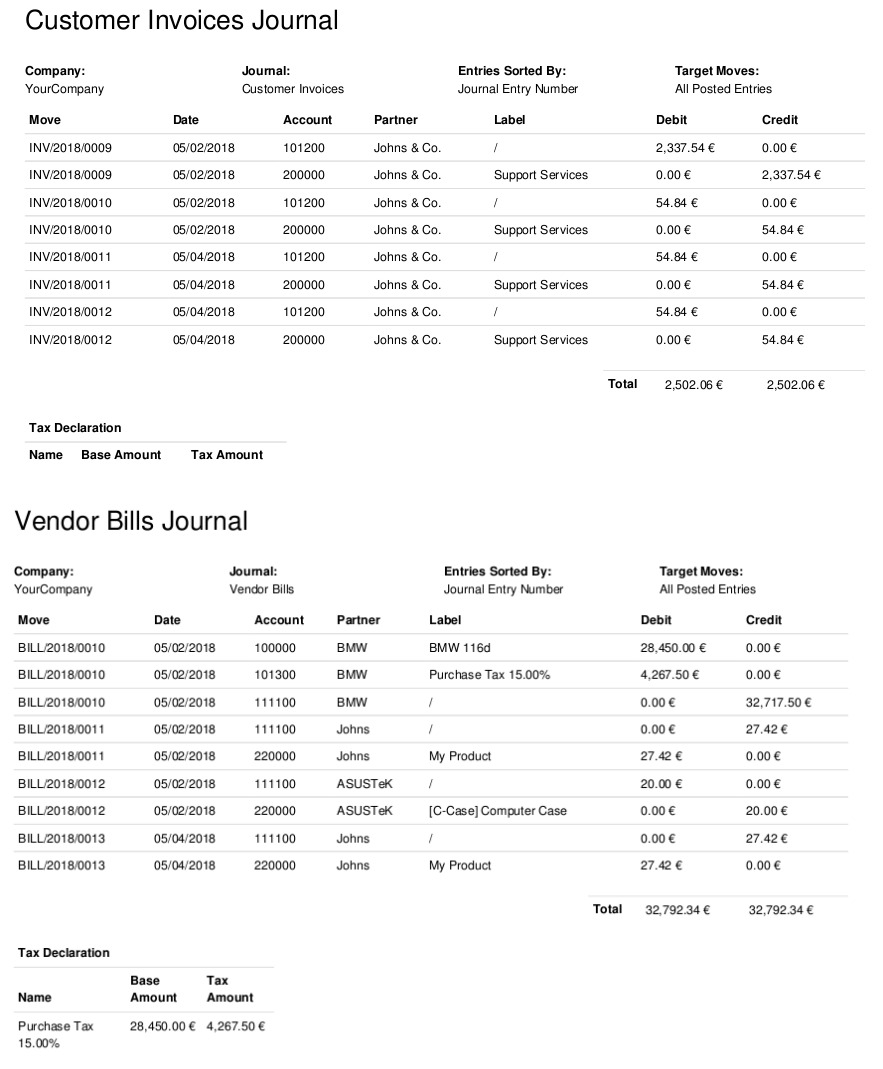 Customer Invoices Journal
Company: Journal: Entries Sorted By: Target Moves:
YourCompany Customer Invoices Journal Entry Number All Posted Entries
Move Date Account Partner Label Debit Credit
INV/2018/0009 05/02/2018 101200 Johns & Co. / 2,337.54 € 0.00 €
INV/2018/0009 05/02/2018 200000 Johns & Co. Support Services 0.00 € 2,337.54 €
INV/2018/0010 05/02/2018 101200 Johns & Co. / 54.84 € 0.00 €
INV/2018/0010 05/02/2018 200000 Johns & Co. Support Services 0.00 € 54.84 €
INV/2018/0011 05/04/2018 101200 Johns & Co. / 54.84 € 0.00 €
INV/2018/0011 05/04/2018 200000 Johns & Co. Support Services 0.00 € 54.84 €
INV/2018/0012 05/04/2018 101200 Johns & Co. / 54.84 € 0.00 €
INV/2018/0012 05/04/2018 200000 Johns & Co. Support Services 0.00 € 54.84 €
Total 2,502.06 € 2,502.06 €
Tax Declaration
Name Base Amount Tax Amount
Vendor Bills Journal
Company: Journal: Entries Sorted By: Target Moves:
YourCompany Vendor Bills Journal Entry Number All Posted Entries
Move Date Account Partner Label Debit Credit
BILL/2018/0010 05/02/2018 100000 BMW BMW 116d 28,450.00 € 0.00 €
BILL/2018/0010 05/02/2018 101300 BMW Purchase Tax 15.00% 4,267.50 € 0.00 €
BILL/2018/0010 05/02/2018 111100 BMW / 0.00 € 32,717.50 €
BILL/2018/0011 05/02/2018 111100 Johns / 0.00 € 27.42 €
BILL/2018/0011 05/02/2018 220000 Johns My Product 27.42 € 0.00 €
BILL/2018/0012 05/02/2018 111100 ASUSTeK / 20.00 € 0.00 €
BILL/2018/0012 05/02/2018 220000 ASUSTeK [C-Case] Computer Case 0.00 € 20.00 €
BILL/2018/0013 05/04/2018 111100 Johns / 0.00 € 27.42 €
BILL/2018/0013 05/04/2018 220000 Johns My Product 27.42 € 0.00 €
Total 32,792.34 € 32,792.34 €
Tax Declaration
Base Tax
Name Amount Amount
Purchase Tax 28,450.00 € 4,267.50 €
15.00%